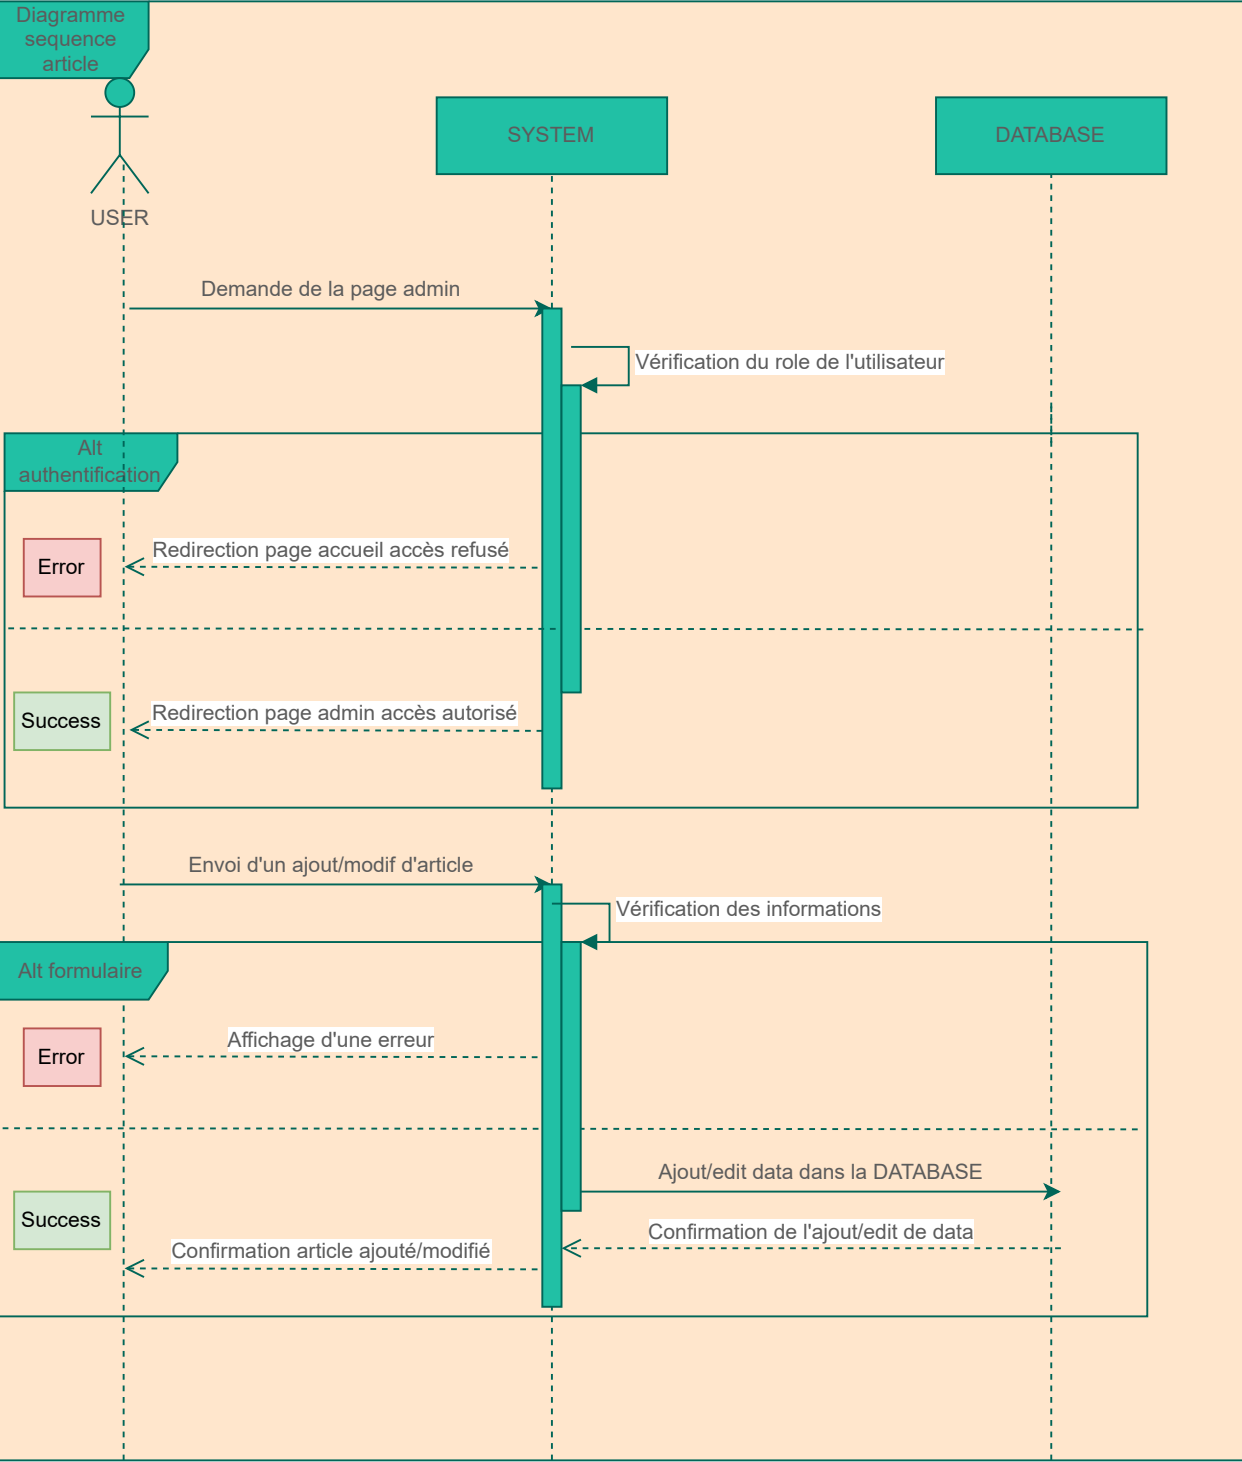 Diagramme
sequence
article
SYSTEM
DATABASE
USER
Demande de la page admin
Vérification du role de l'utilisateur
Alt
authentification
Redirection page accueil accès refusé
Error
Redirection page admin accès autorisé
Success
Envoi d'un ajout/modif d'article
Vérification des informations
Alt formulaire
Affichage d'une erreur
Error
Ajout/edit data dans la DATABASE
Success
Confirmation de l'ajout/edit de data
Confirmation article ajouté/modifié